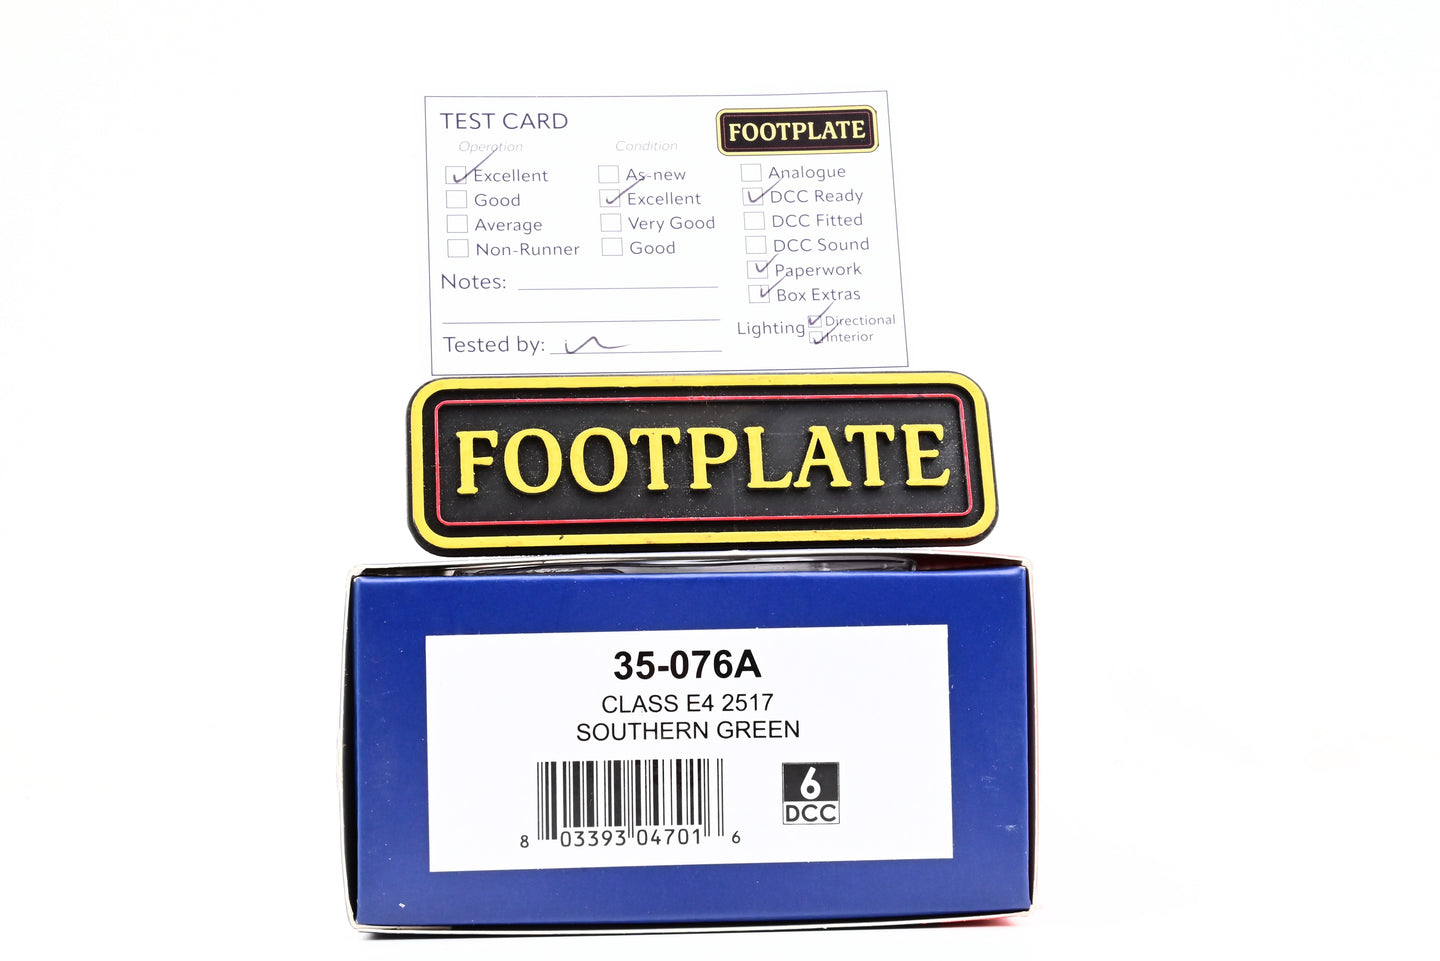 TEST CARD
FOOTPLATE
Operation
Excellent
Good
Average
Non-Runner
Condition
As-new
Excellent
Very Good
Good
Analogue
DCC Ready
DCC Fitted
DCC Sound
Paperwork
Box Extras
Notes:
Lighting Directional
Interior
Tested by:
FOOTPLATE
35-076A
CLASS E4 2517
SOUTHERN GREEN
6
DCC
8 03393 04701 6